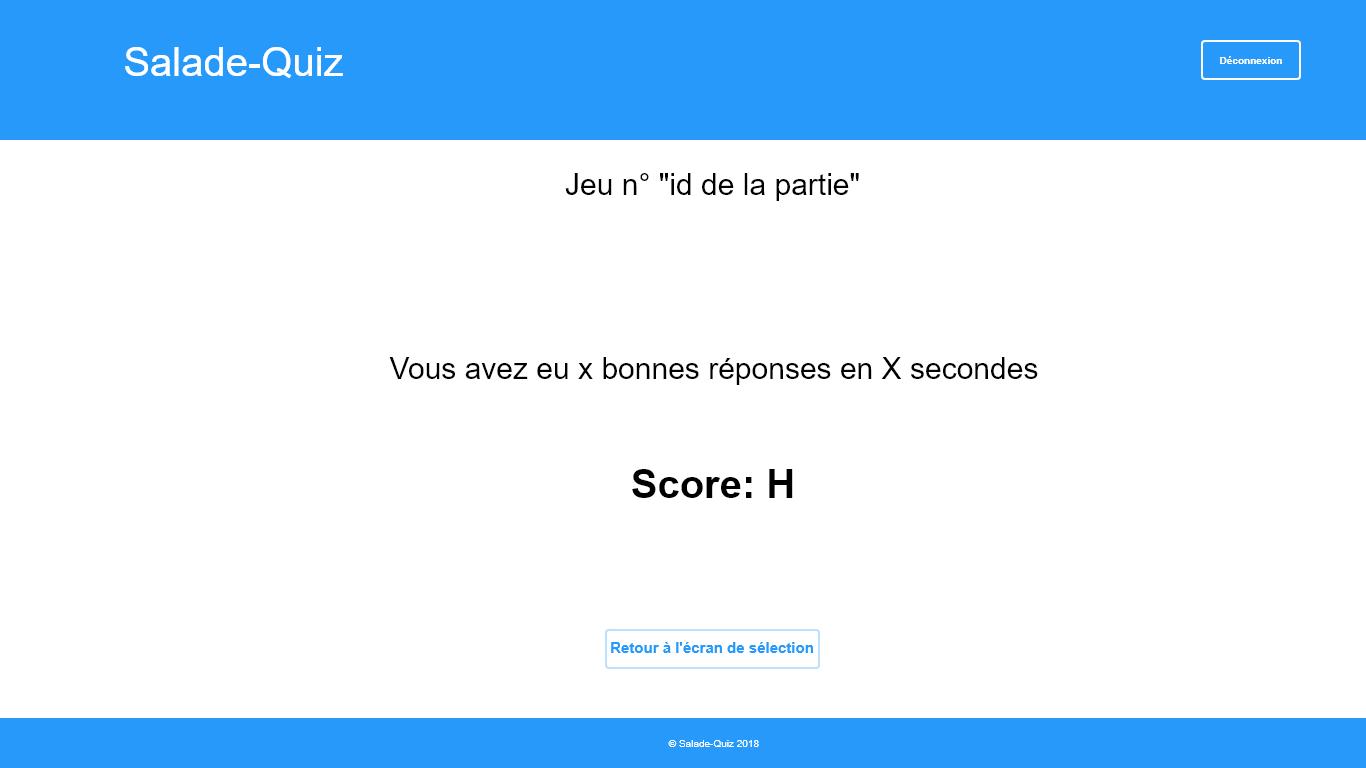 Salade-Quiz
Déconnexion
Jeu n° "id de la partie"
Vous avez eu x bonnes réponses en X secondes
Score: H
Retour à l'écran de sélection
© Salade-Quiz 2018